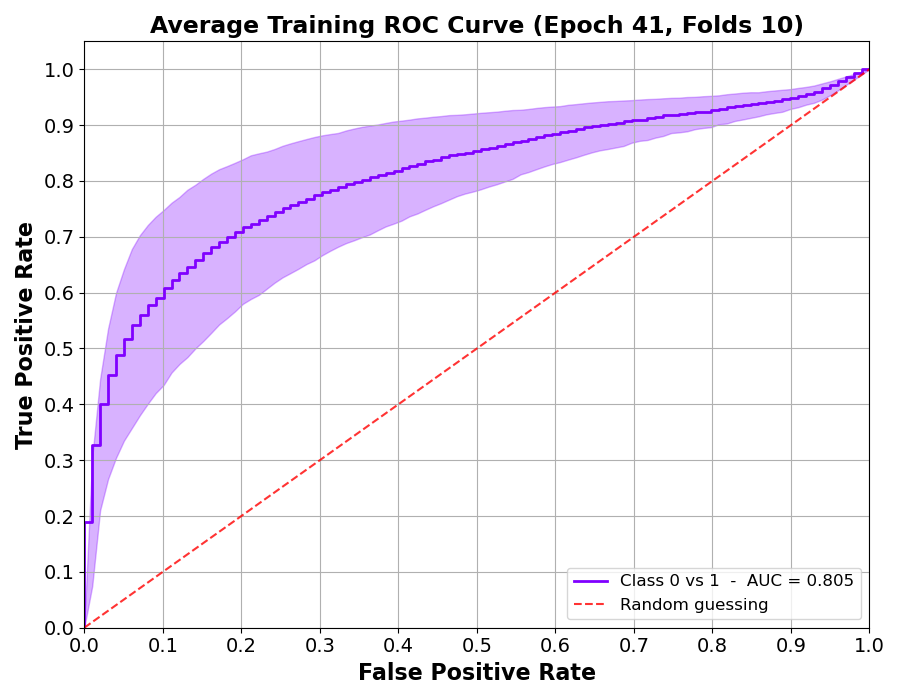 Average Training ROC Curve (Epoch 41, Folds 10)
True Positive Rate
1.0
0.9
0.8
0.7
0.6
0.5
0.4
0.3
0.2
0.1
0.0
Class 0 vs 1 - AUC = 0.805
Random guessing
0.0 0.1 0.2 0.3 0.4 0.5 0.6 0.7 0.8 0.9 1.0
False Positive Rate